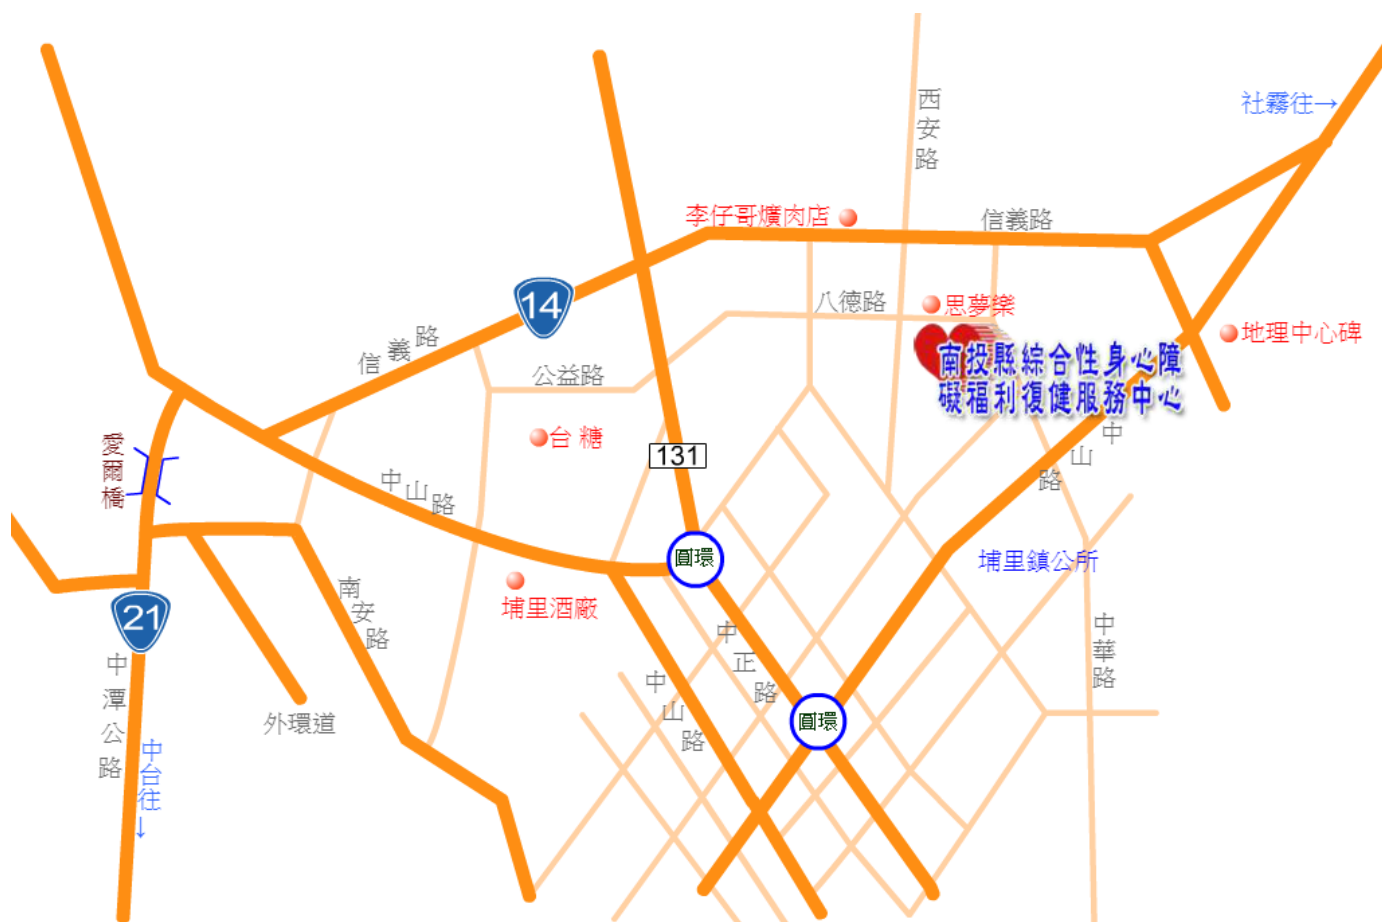 西安路
社霧往→
李仔哥爌肉店
信義路
14
八德路
思夢樂
信義路
地理中心碑
南投縣綜合性身心障
礙福利復健服務中心
公益路
台糖
131
中山路
愛爾橋
中山路
圓環
埔里鎮公所
埔里酒廠
南安路
21
中正路
中華路
中潭公路
中山路
外環道
圓環
中台往↓